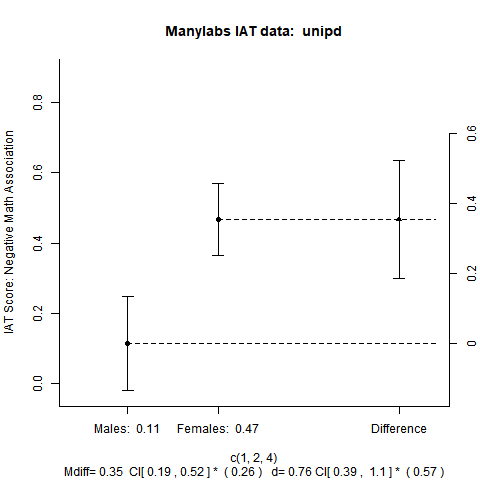 Manylabs IAT data:  unipd
IAT Score: Negative Math Association
0.8
0.6
0.4
0.2
0.0
0.6
0.4
0.2
0
Males:  0.11
Females:  0.47
Difference
c(1, 2, 4)
Mdiff= 0.35  CI[ 0.19 , 0.52 ] *  ( 0.26 )   d= 0.76 CI[ 0.39 ,  1.1 ] *  ( 0.57 )